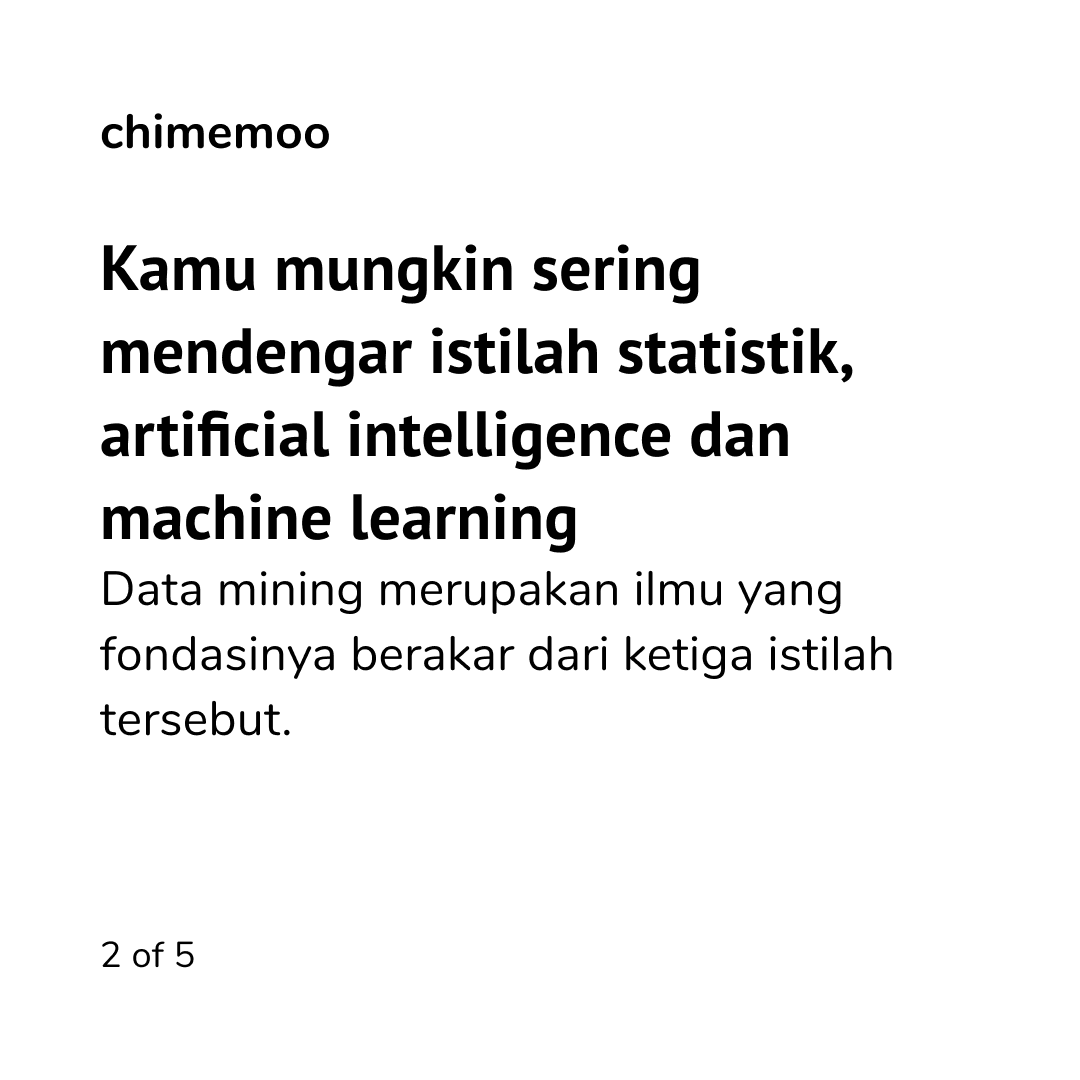 chimemoo
Kamu mungkin sering
mendengar istilah statistik,
artificial intelligence dan
machine learning
Data mining merupakan ilmu yang
fondasinya berakar dari ketiga istilah
tersebut.
2 of 5